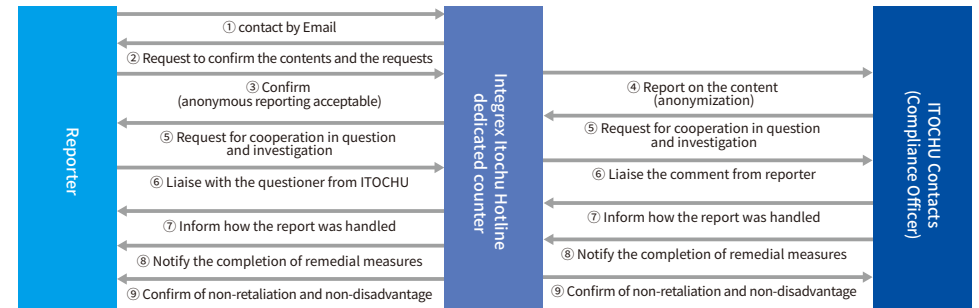 Reporter
① contact by Email
② Request to confirm the contents and the requests
③ Confirm
(anonymous reporting acceptable)
⑤ Request for cooperation in question
and investigation
⑥ Liaise with the questioner from ITOCHU
⑦ Inform how the report was handled
⑧ Notify the completion of remedial measures
⑨ Confirm of non-retaliation and non-disadvantage
Integrex Itochu Hotline
dedicated counter
④ Report on the content
(anonymization)
⑤ Request for cooperation in question
and investigation
⑥ Liaise the comment from reporter
⑦ Inform how the report was handled
⑧ Notify the completion of remedial measures
⑨ Confirm of non-retaliation and non-disadvantage
ITOCHU Contacts
(Compliance Officer)